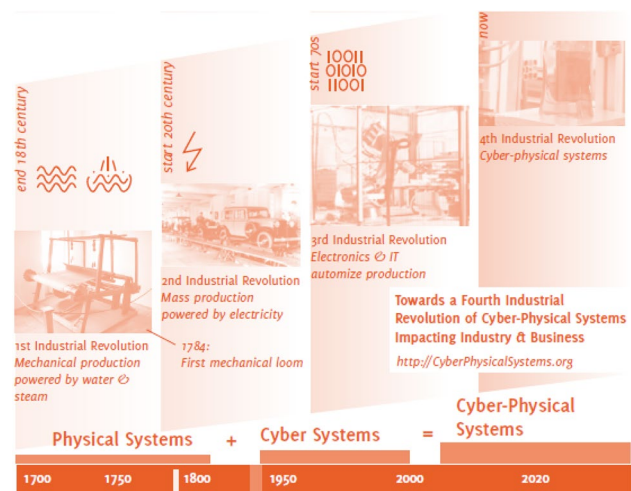 end 18th century
1st Industrial Revolution
Mechanical production
powered by water &
steam
1784:
First mechanical loom
start 20th century
2nd Industrial Revolution
Mass production
powered by electricity
start 70s
10011
01010
11001
3rd Industrial Revolution
Electronics & IT
automize production
now
4th Industrial Revolution
Cyber-physical systems
Towards a Fourth Industrial
Revolution of Cyber-Physical Systems
Impacting Industry & Business
http://CyberPhysicalSystems.org
Physical Systems + Cyber Systems = Cyber-Physical
Systems
1700 1750 1800 1950 2000 2020